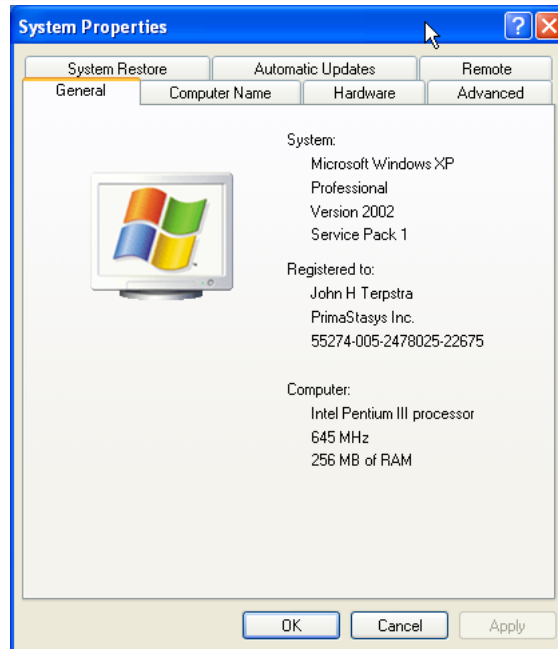 System Properties
System Restore Automatic Updates Remote
General Computer Name Hardware Advanced
System:
Microsoft Windows XP
Professional
Version 2002
Service Pack 1
Registered to:
John H Terpstra
PrimaStasys Inc.
55274-005-2478025-22675
Computer:
Intel Pentium III processor
645 MHz
256 MB of RAM
OK Cancel Apply